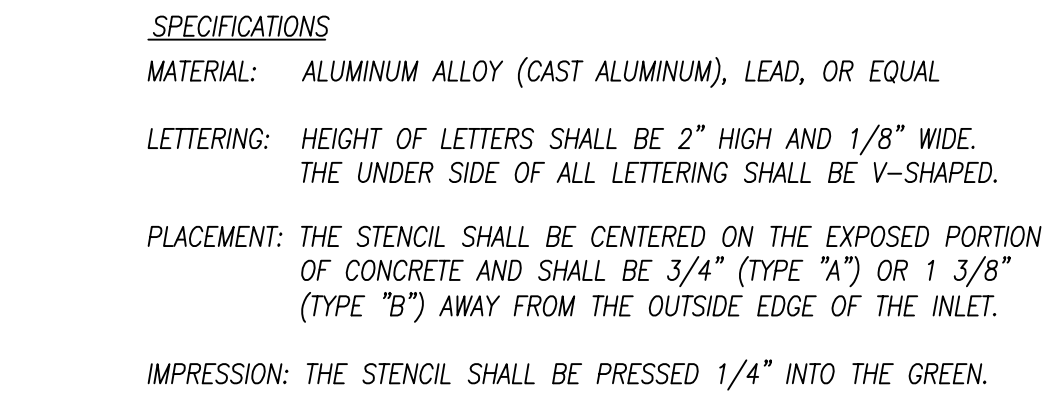 SPECIFICATIONS
MATERIAL: ALUMINUM ALLOY (CAST ALUMINUM), LEAD, OR EQUAL
LETTERING: HEIGHT OF LETTERS SHALL BE 2" HIGH AND 1/8" WIDE.
THE UNDER SIDE OF ALL LETTERING SHALL BE V-SHAPED.
PLACEMENT: THE STENCIL SHALL BE CENTERED ON THE EXPOSED PORTION
OF CONCRETE AND SHALL BE 3/4" (TYPE "A") OR 1 3/8"
(TYPE "B") AWAY FROM THE OUTSIDE EDGE OF THE INLET.
IMPRESSION: THE STENCIL SHALL BE PRESSED 1/4" INTO THE GREEN.